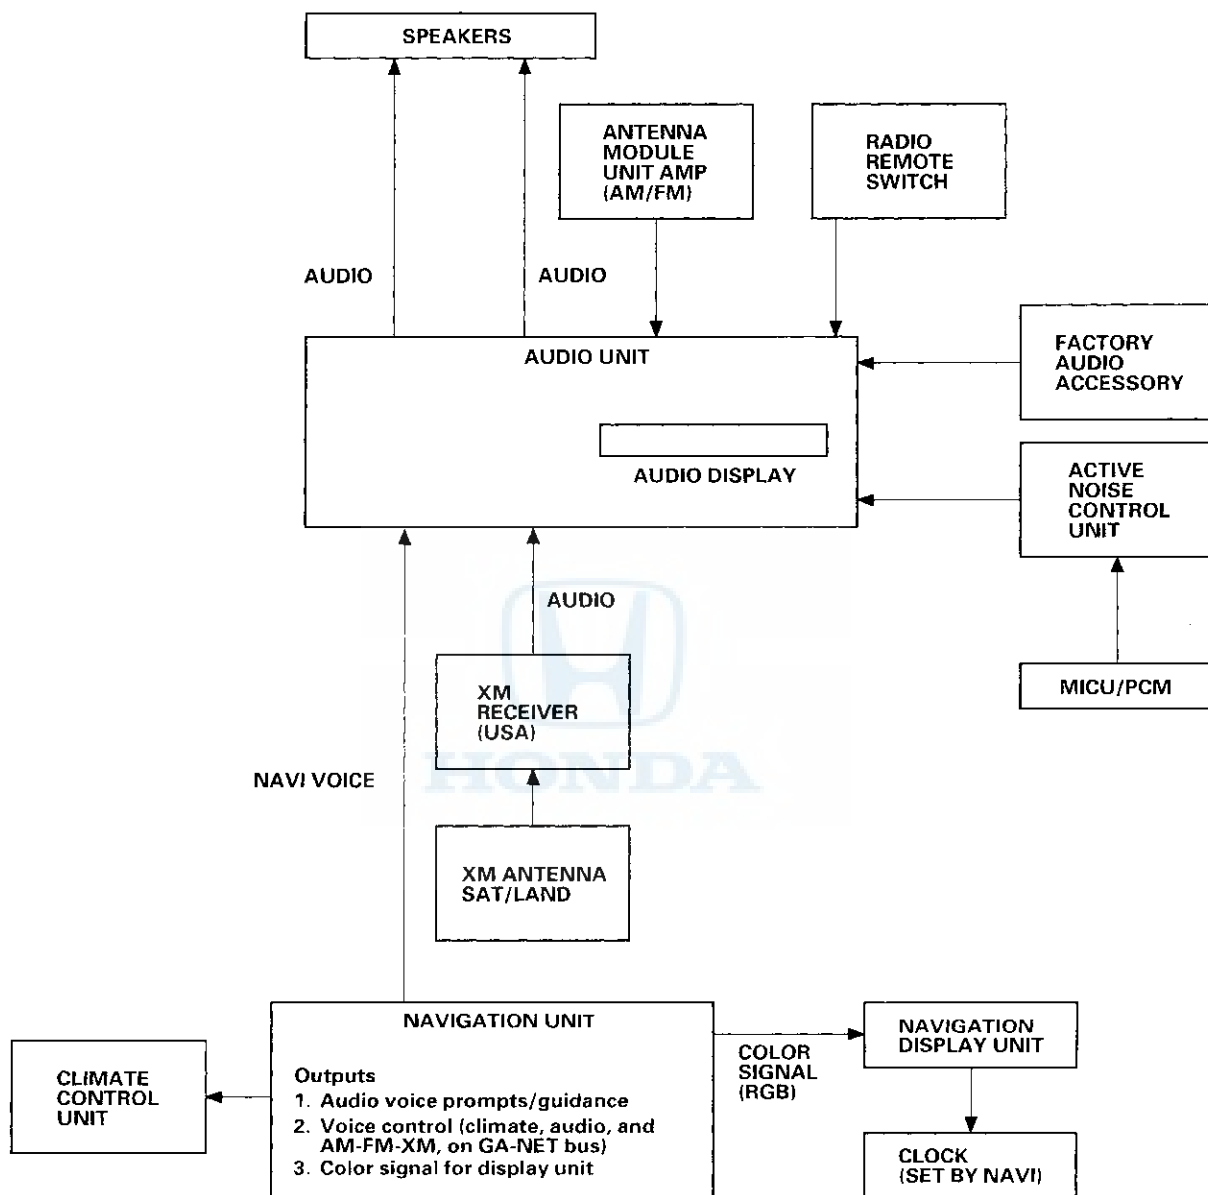 SPEAKERS
ANTENNA
MODULE
UNIT AMP
(AM/FM)
RADIO
REMOTE
SWITCH
AUDIO
AUDIO
AUDIO UNIT
FACTORY
AUDIO
ACCESSORY
AUDIO DISPLAY
ACTIVE
NOISE
CONTROL
UNIT
AUDIO
MICU/PCM
XM
RECEIVER
(USA)
HONDA
NAVI VOICE
XM ANTENNA
SAT/LAND
NAVIGATION UNIT
Outputs
1. Audio voice prompts/guidance
2. Voice control (climate, audio, and
AM-FM-XM, on GA-NET bus)
3. Color signal for display unit
CLIMATE
CONTROL
UNIT
COLOR
SIGNAL
(RGB)
NAVIGATION
DISPLAY UNIT
CLOCK
(SET BY NAVI)